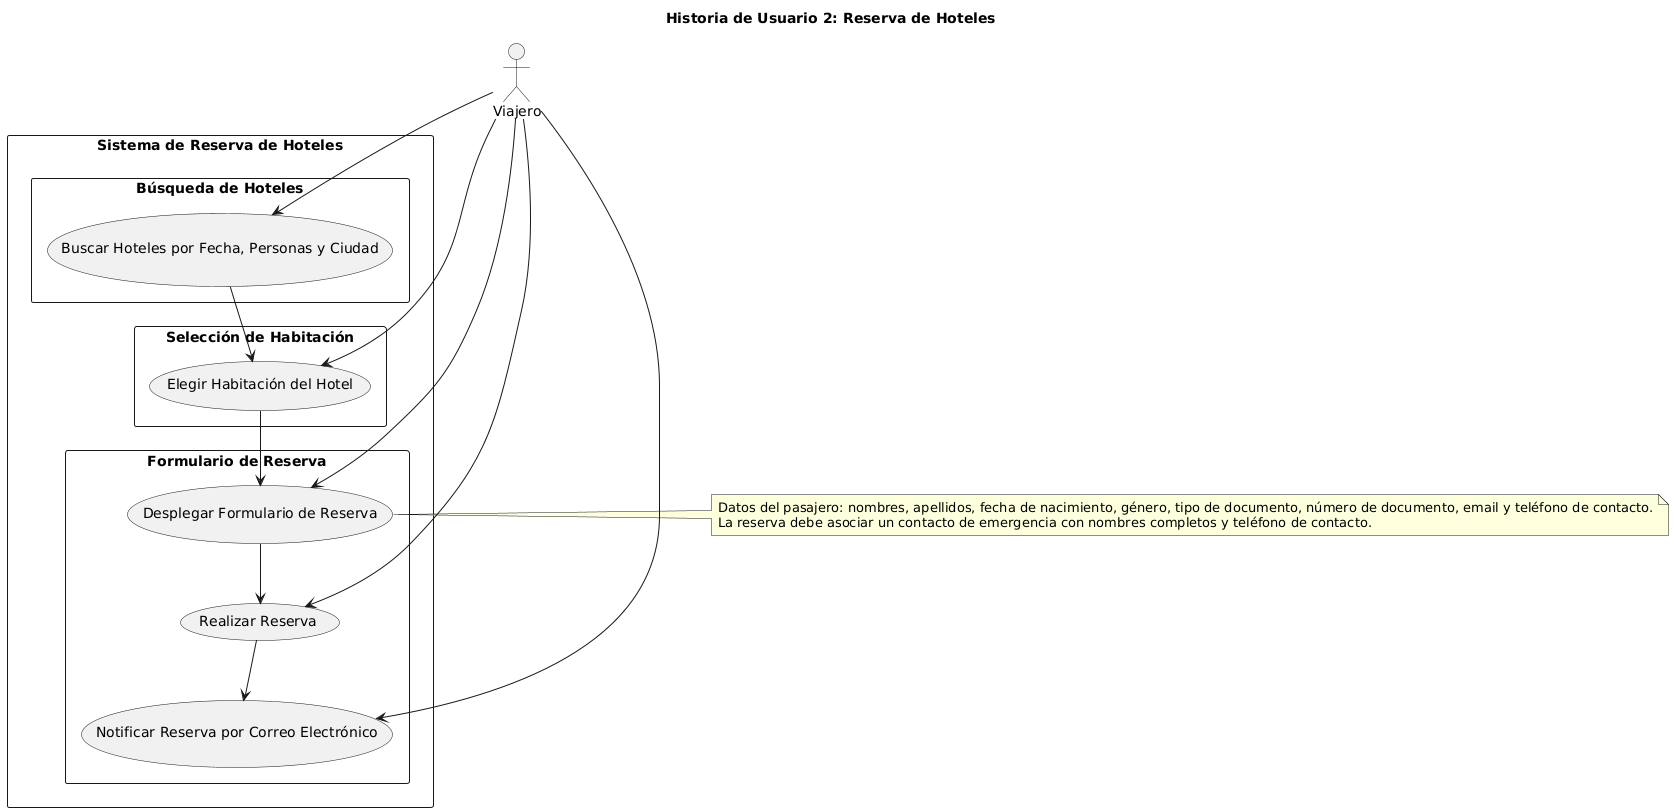 Historia de Usuario 2: Reserva de Hoteles
Viajero
Sistema de Reserva de Hoteles
Búsqueda de Hoteles
Buscar Hoteles por Fecha, Personas y Ciudad
Selección de Habitación
Elegir Habitación del Hotel
Formulario de Reserva
Desplegar Formulario de Reserva
Datos del pasajero: nombres, apellidos, fecha de nacimiento, género, tipo de documento, número de documento, email y teléfono de contacto.
La reserva debe asociar un contacto de emergencia con nombres completos y teléfono de contacto.
Realizar Reserva
Notificar Reserva por Correo Electrónico